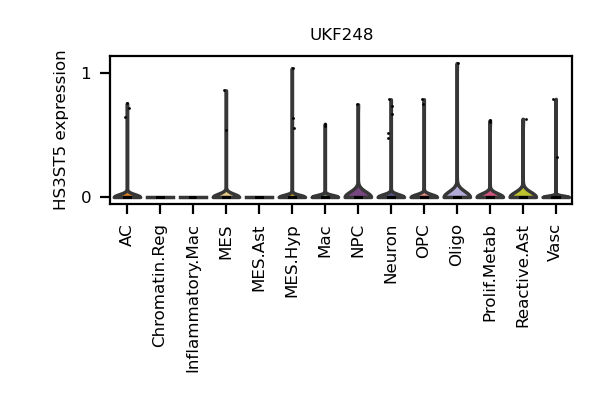 UKF248
HS3ST5 expression
1
0
AC
Chromatin.Reg
Inflammatory.Mac
MES
MES.Ast
MES.Hyp
Mac
NPC
Neuron
OPC
Oligo
Prolif.Metab
Reactive.Ast
Vasc